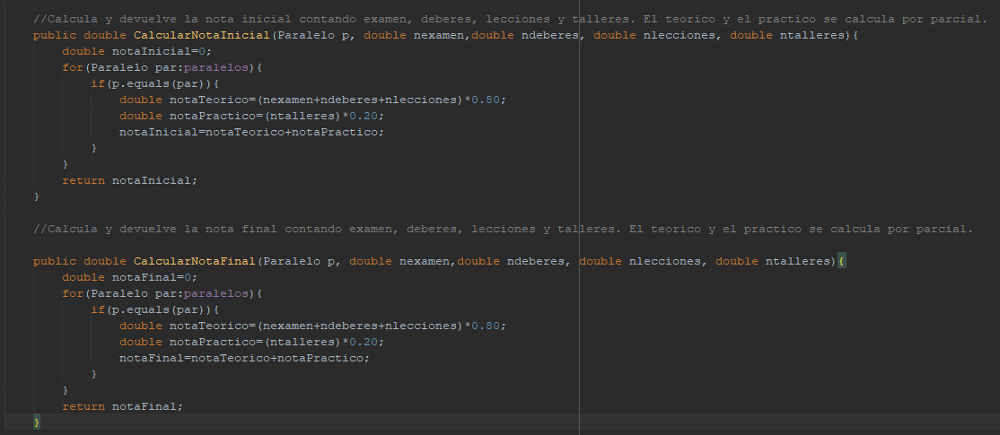 //Calcula y devuelve la nota inicial contando examen, deberes, lecciones y talleres. El teorico y el practico se calcula por parcial.
public double CalcularNotaInicial(Paralelo p, double nexamen,double ndeberes, double nlecciones, double ntalleres){
    double notaInicial=0;
    for(Paralelo par:paralelos){
        if(p.equals(par)){
            double notaTeorico=(nexamen+ndeberes+nlecciones)*0.80;
            double notaPractico=(ntalleres)*0.20;
            notaInicial=notaTeorico+notaPractico;
        }
    }
    return notaInicial;
}
//Calcula y devuelve la nota final contando examen, deberes, lecciones y talleres. El teorico y el practico se calcula por parcial.
public double CalcularNotaFinal(Paralelo p, double nexamen,double ndeberes, double nlecciones, double ntalleres){
    double notaFinal=0;
    for(Paralelo par:paralelos){
        if(p.equals(par)){
            double notaTeorico=(nexamen+ndeberes+nlecciones)*0.80;
            double notaPractico=(ntalleres)*0.20;
            notaFinal=notaTeorico+notaPractico;
        }
    }
    return notaFinal;
}